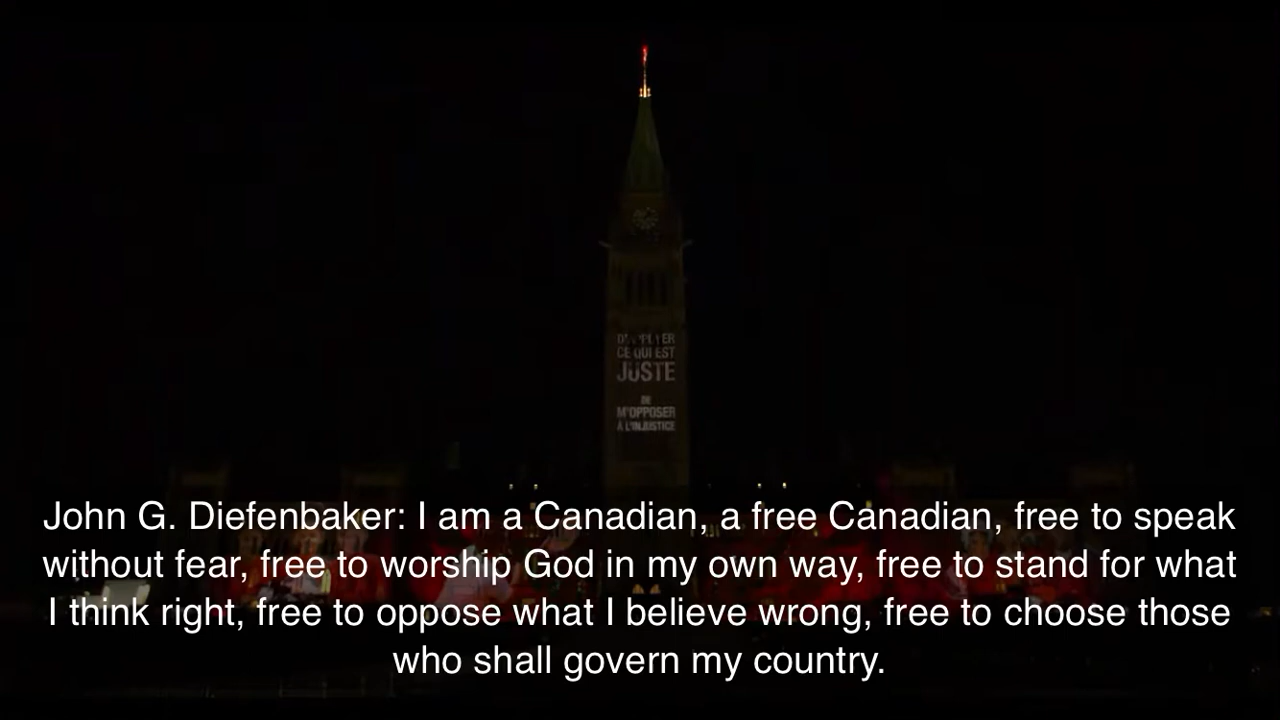 CE QUI EST
JUSTE
M'OPPOSER
À L'INJUSTICE
John G. Diefenbaker: I am a Canadian, a free Canadian, free to speak
without fear, free to worship God in my own way, free to stand for what
I think right, free to oppose what I believe wrong, free to choose those
who shall govern my country.